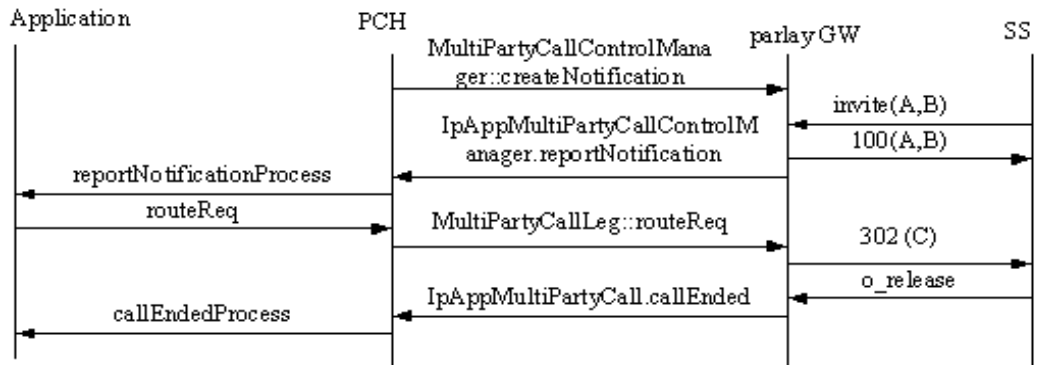 Application
PCH
parlayGW
SS
MultiPartyCallControlMana
ger::createNotification
invite(A,B)
IpAppMultiPartyCallControlM
anager.reportNotification
100(A,B)
reportNotificationProcess
routeReq
MultiPartyCallLeg::routeReq
302 (C)
o_release
IpAppMultiPartyCall.callEnded
callEndedProcess